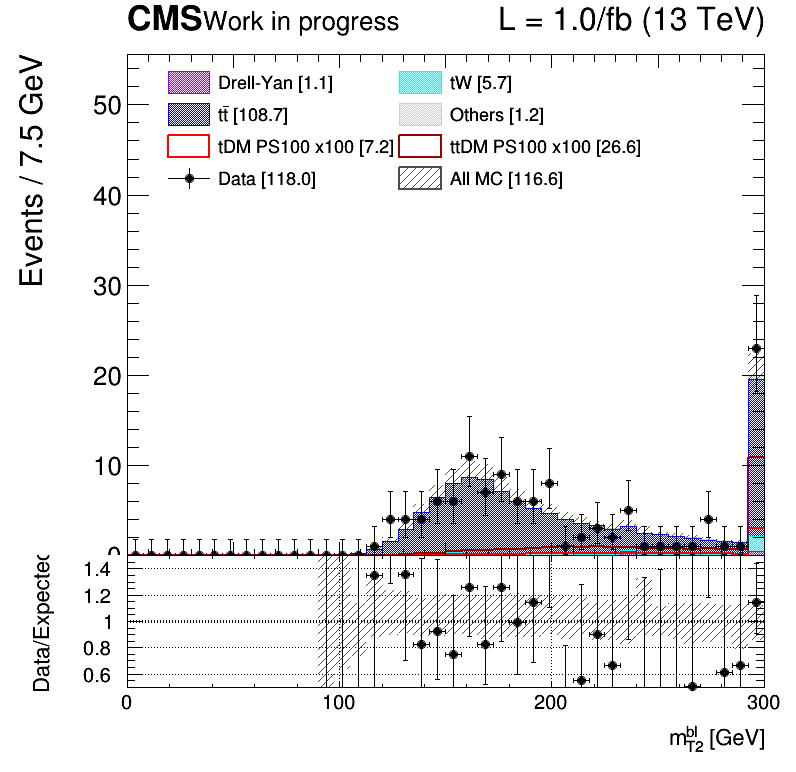 CMS Work in progress L = 1.0/fb (13 TeV)
Events / 7.5 GeV
Drell-Yan [1.1] tW [5.7]
tt̄ [108.7] Others [1.2]
tDM PS100 x100 [7.2] ttDM PS100 x100 [26.6]
Data [118.0] All MC [116.6]
50
40
30
20
10
0
Data/Expected
1.4
1.2
1
0.8
0.6
0 100 200 300
m_{T2}^{bl} [GeV]